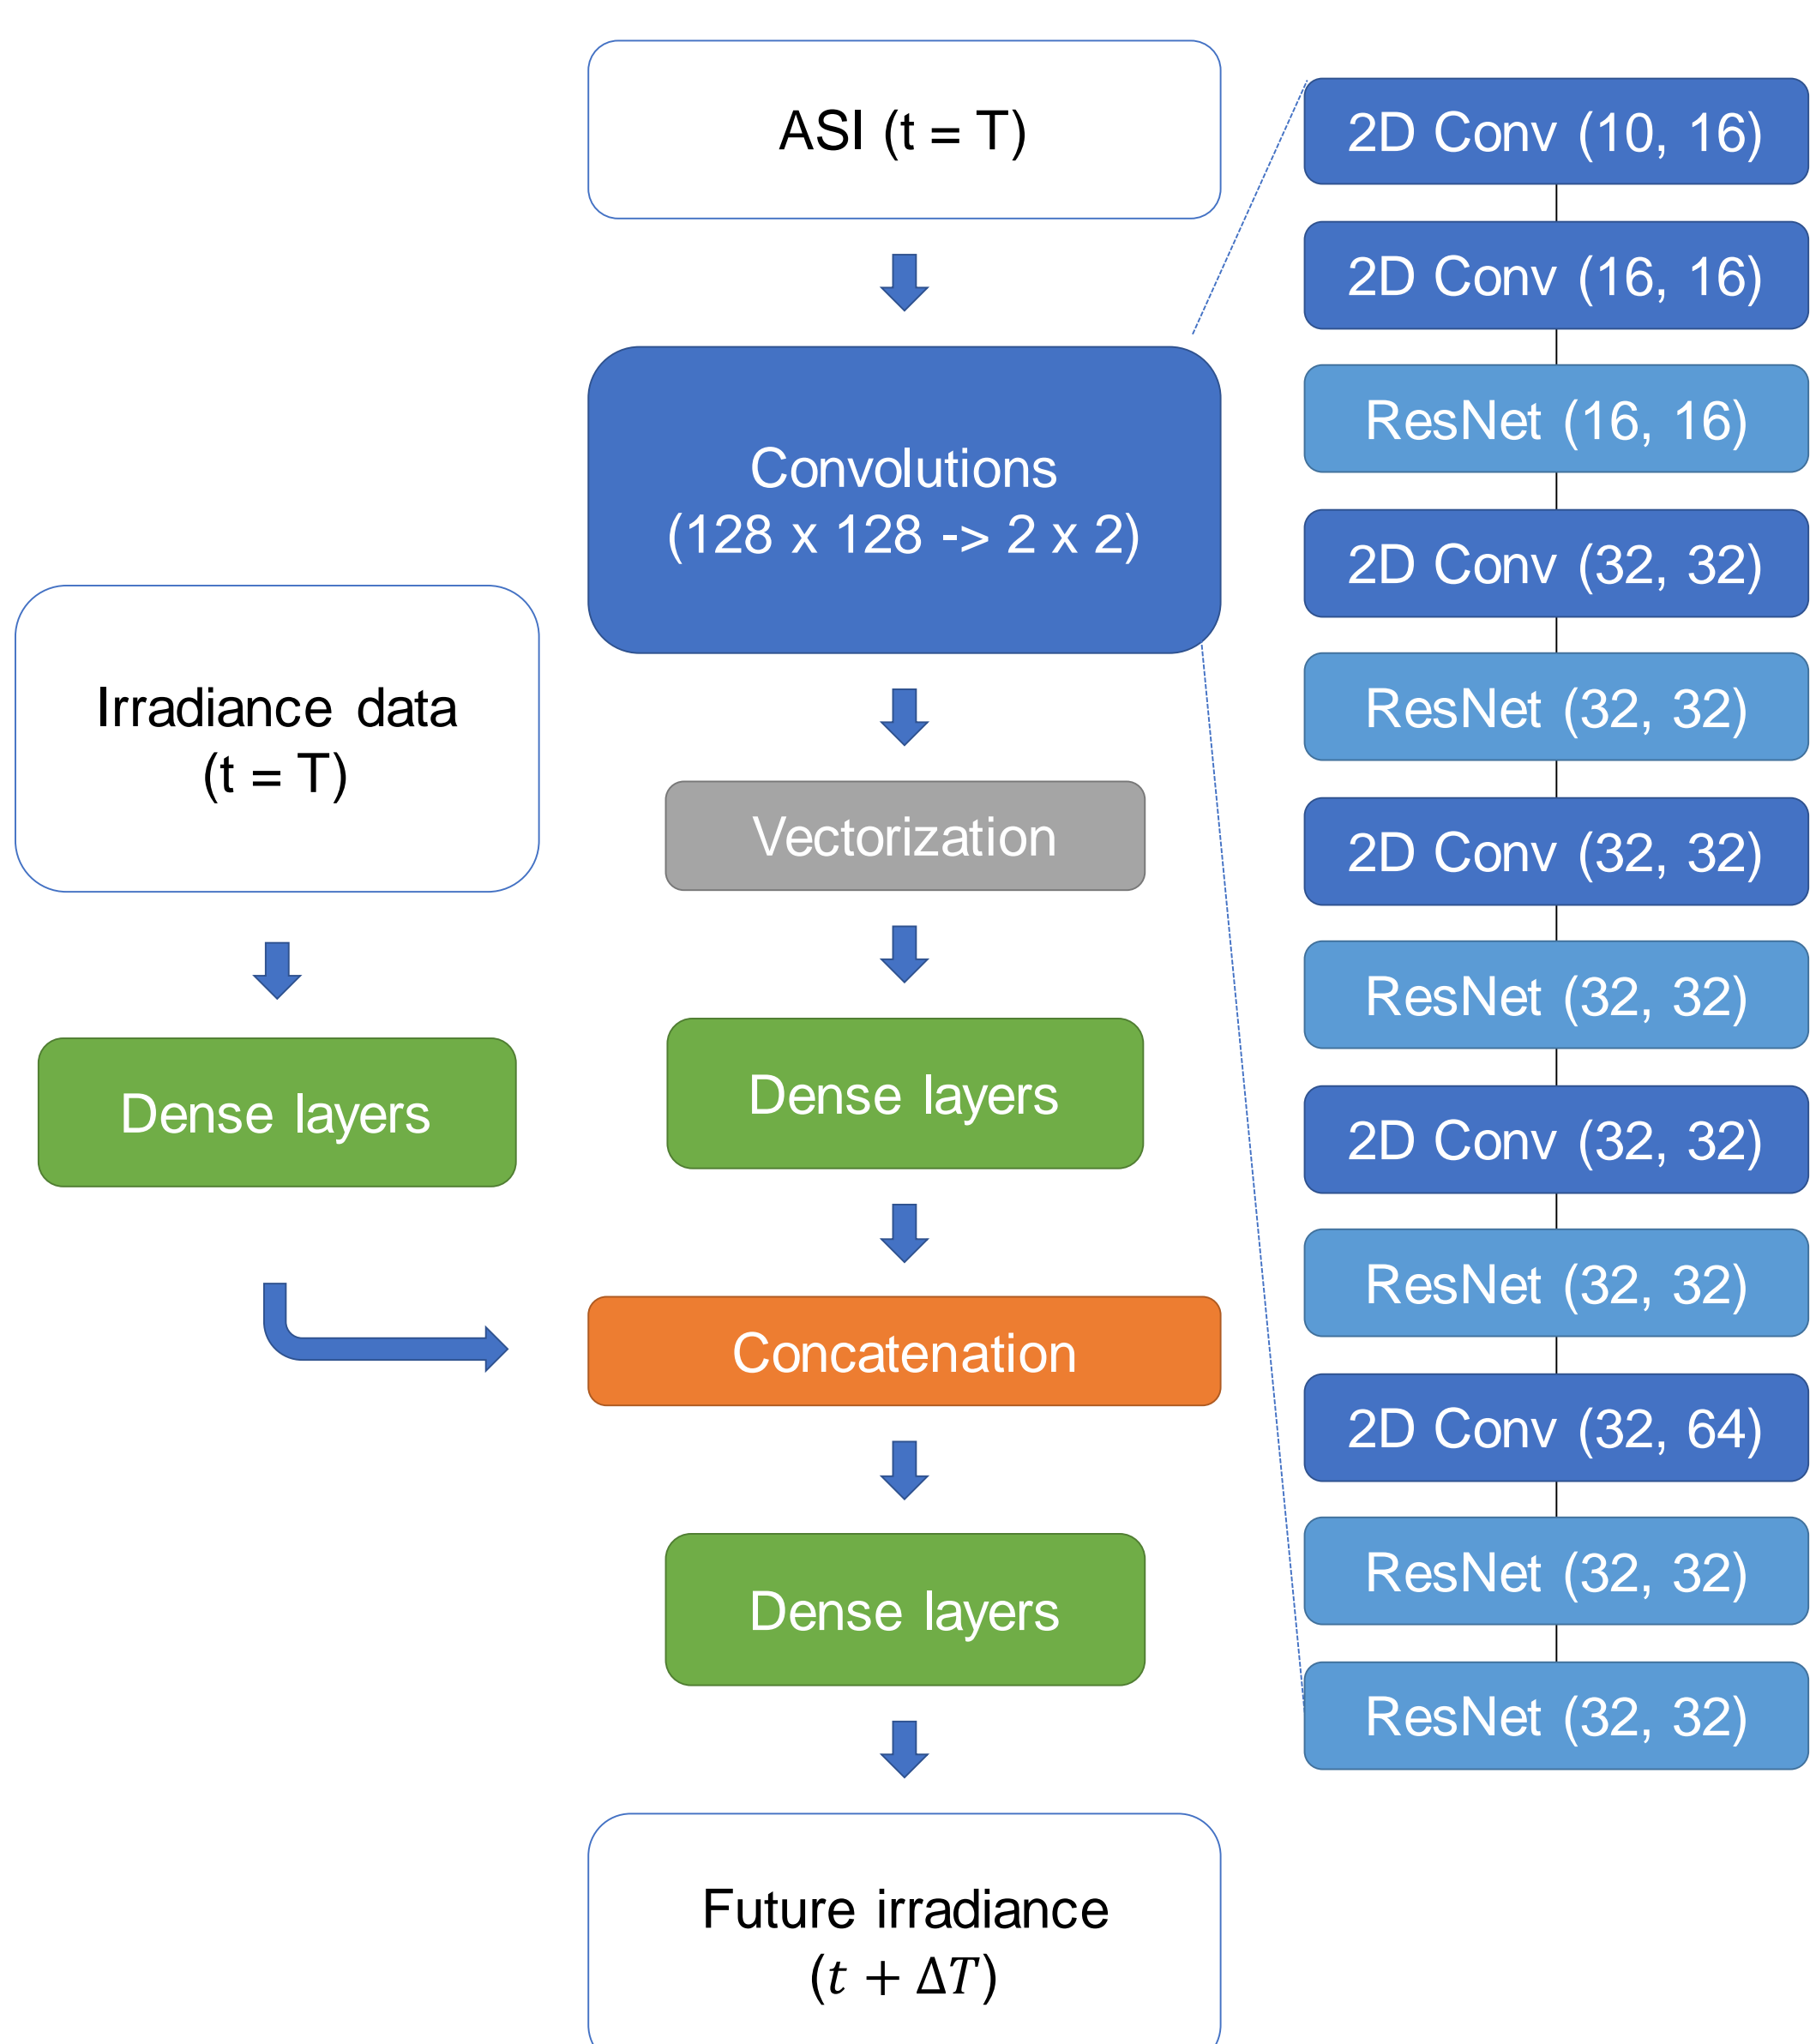 ASI (t = T)
Convolutions
(128 x 128 -> 2 x 2)
Irradiance data
(t = T)
Vectorization
Dense layers
Dense layers
Concatenation
Dense layers
Future irradiance
(t + ΔT)
2D Conv (10, 16)
2D Conv (16, 16)
ResNet (16, 16)
2D Conv (32, 32)
ResNet (32, 32)
2D Conv (32, 32)
ResNet (32, 32)
2D Conv (32, 32)
ResNet (32, 32)
2D Conv (32, 64)
ResNet (32, 32)
ResNet (32, 32)